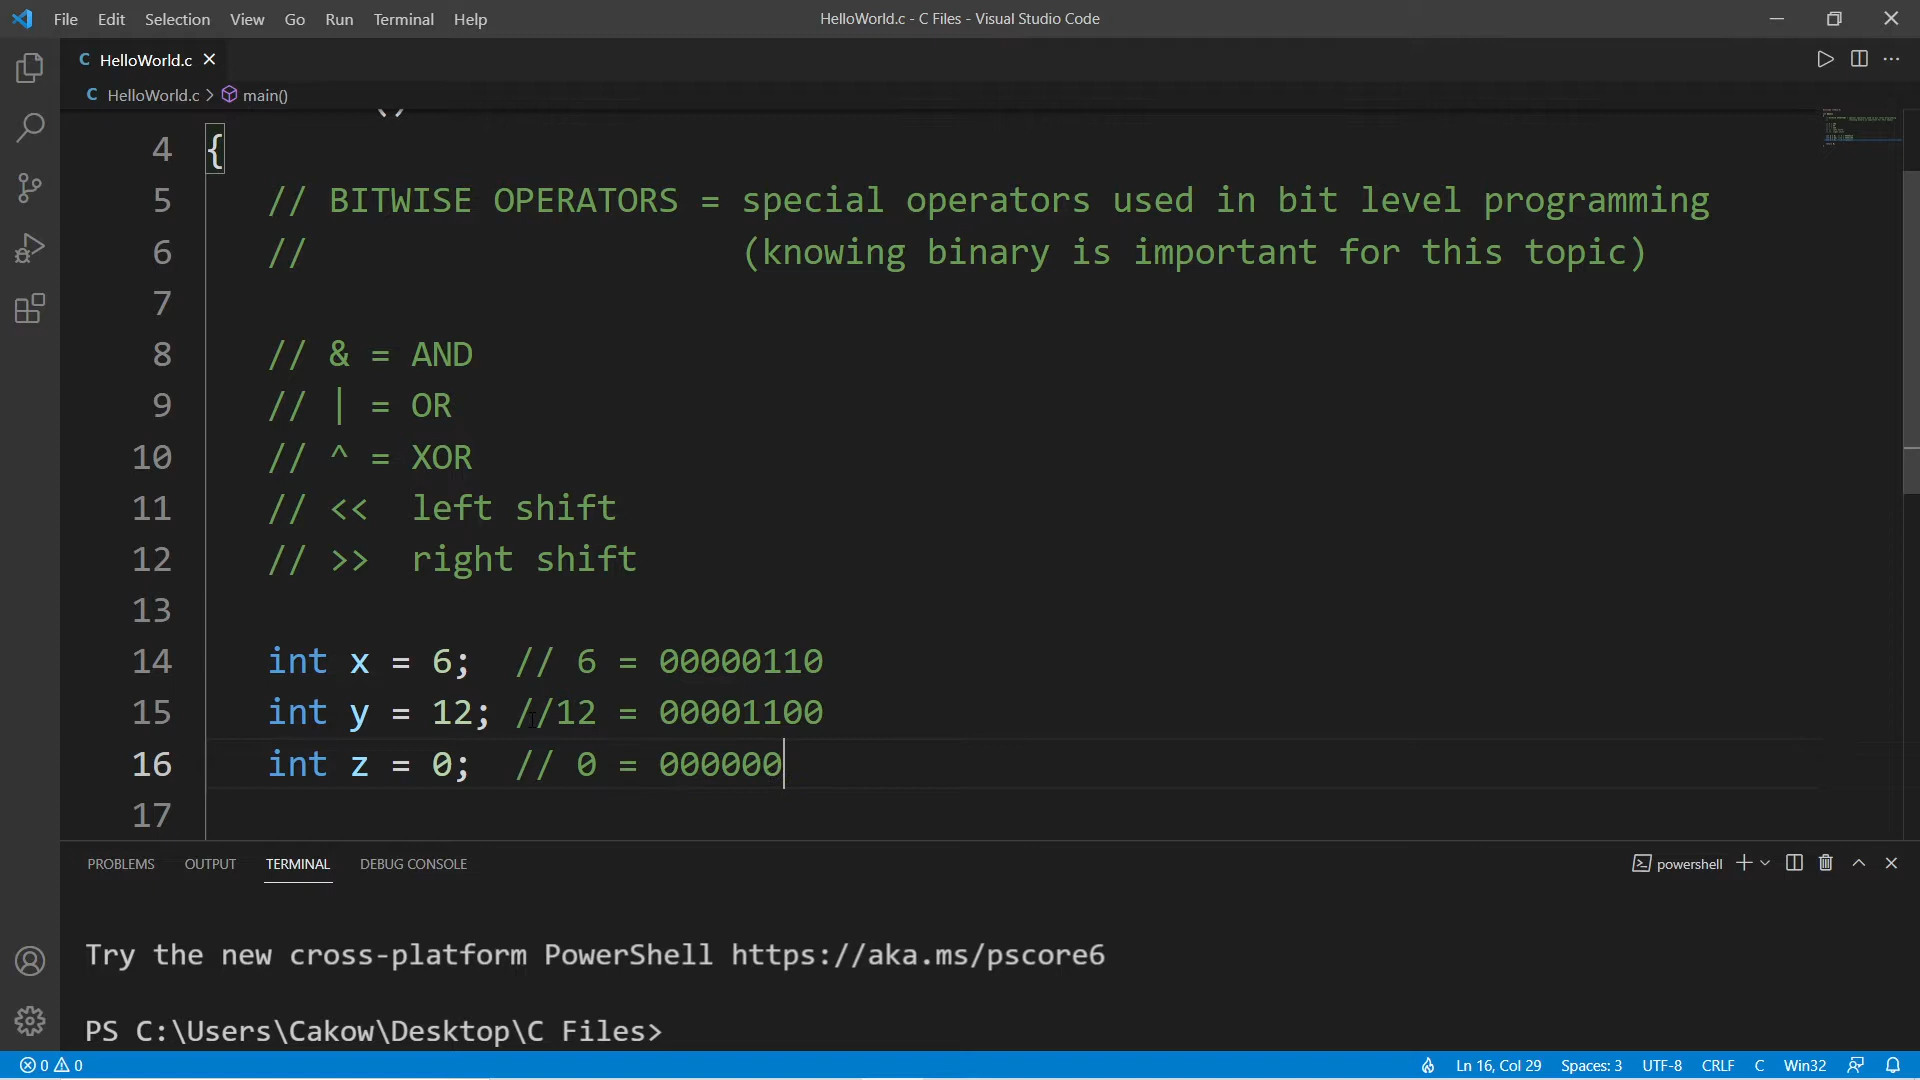 File Edit Selection View Go Run Terminal Help
HelloWorld.c - C Files - Visual Studio Code
C HelloWorld.c
C HelloWorld.c > main()
4 {
5 // BITWISE OPERATORS = special operators used in bit level programming
6 // (knowing binary is important for this topic)
7
8 // & = AND
9 // | = OR
10 // ^ = XOR
11 // << left shift
12 // >> right shift
13
14 int x = 6; // 6 = 00000110
15 int y = 12; //12 = 00001100
16 int z = 0; // 0 = 000000
17
PROBLEMS OUTPUT TERMINAL DEBUG CONSOLE
powershell
Try the new cross-platform PowerShell https://aka.ms/pscore6
PS C:\Users\Cakow\Desktop\C Files>
0 0 Ln 16, Col 29 Spaces: 3 UTF-8 CRLF C Win32